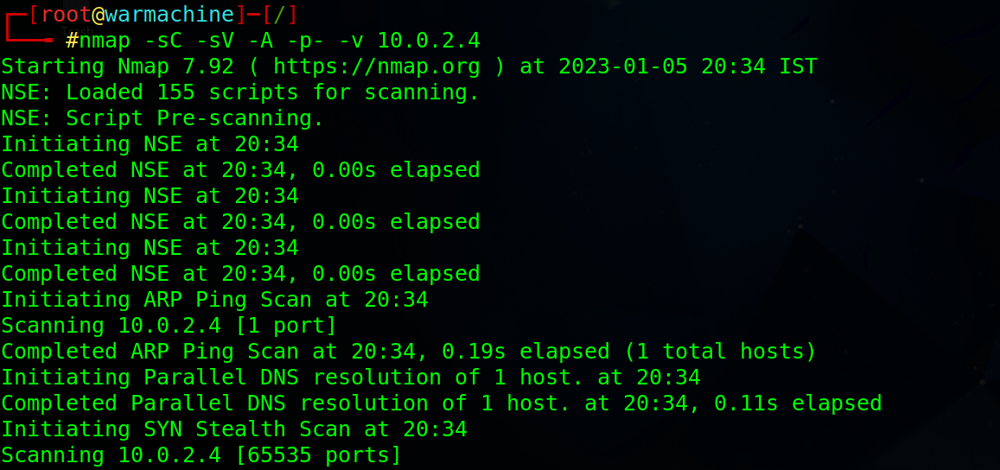 ┌─[root@warmachine]─[/]
└──╼ #nmap -sC -sV -A -p- -v 10.0.2.4
Starting Nmap 7.92 ( https://nmap.org ) at 2023-01-05 20:34 IST
NSE: Loaded 155 scripts for scanning.
NSE: Script Pre-scanning.
Initiating NSE at 20:34
Completed NSE at 20:34, 0.00s elapsed
Initiating NSE at 20:34
Completed NSE at 20:34, 0.00s elapsed
Initiating NSE at 20:34
Completed NSE at 20:34, 0.00s elapsed
Initiating ARP Ping Scan at 20:34
Scanning 10.0.2.4 [1 port]
Completed ARP Ping Scan at 20:34, 0.19s elapsed (1 total hosts)
Initiating Parallel DNS resolution of 1 host. at 20:34
Completed Parallel DNS resolution of 1 host. at 20:34, 0.11s elapsed
Initiating SYN Stealth Scan at 20:34
Scanning 10.0.2.4 [65535 ports]